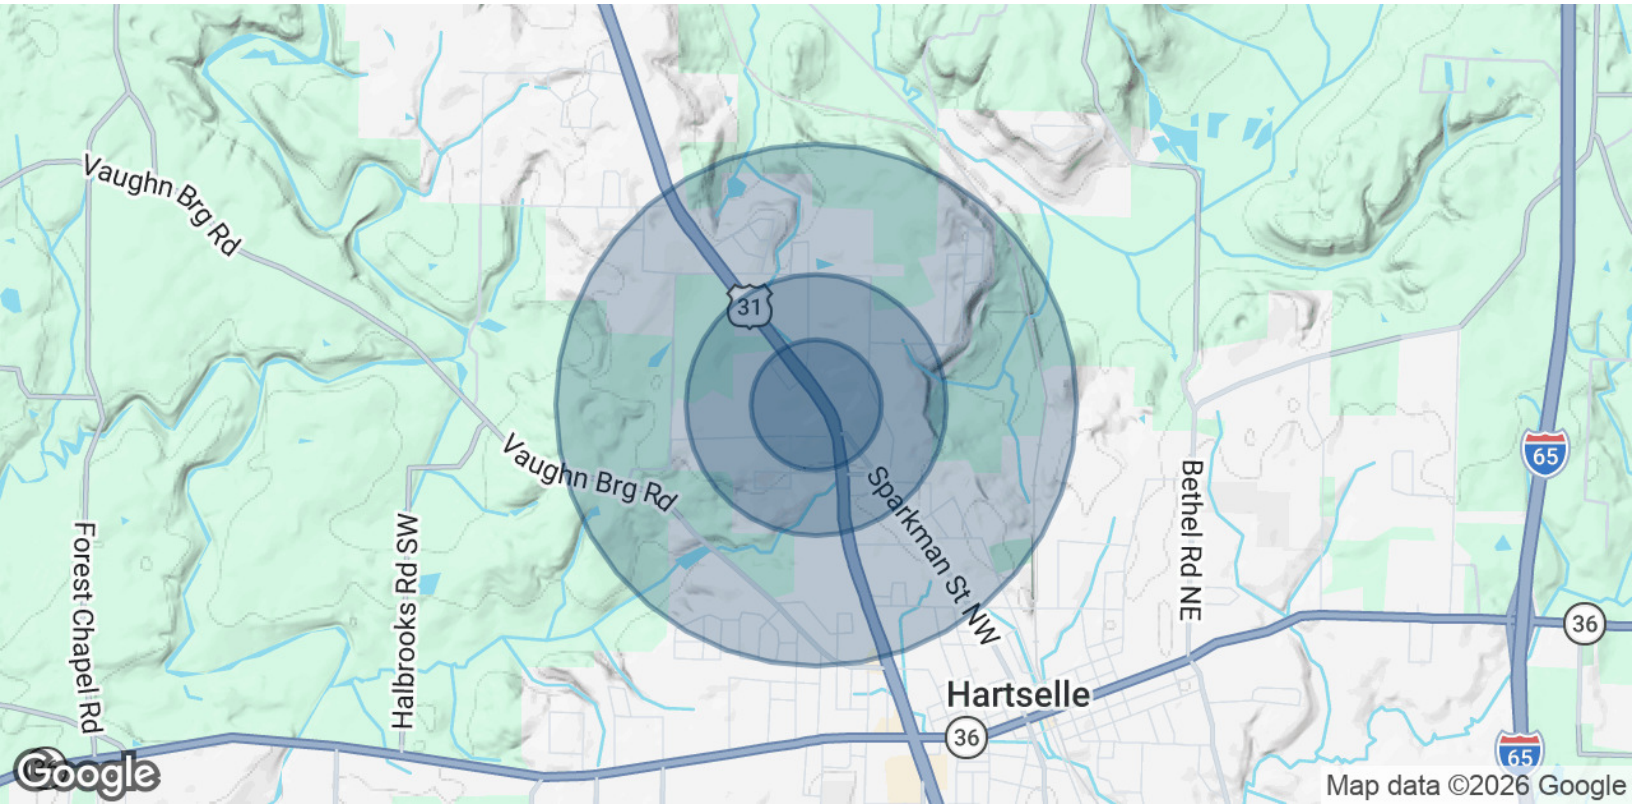 Vaughn Brg Rd
31
Vaughn Brg Rd
Sparkman St NW
65
Bethel Rd NE
Forest Chapel Rd
Halbrooks Rd SW
36
Hartselle
36
65
Google
Map data ©2026 Google